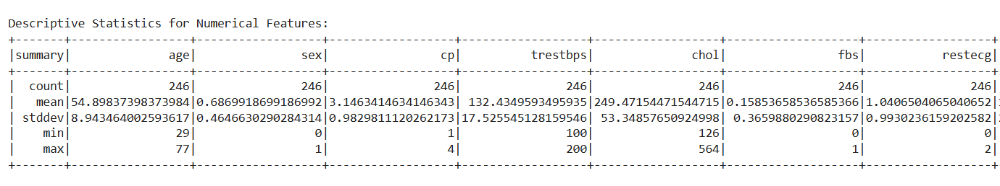 Descriptive Statistics for Numerical Features:
+-------+-----------------+------------------+------------------+------------------+------------------+-------------------+------------------+
|summary|              age|               sex|                cp|          trestbps|              chol|                fbs|           restecg|
+-------+-----------------+------------------+------------------+------------------+------------------+-------------------+------------------+
|  count|              246|               246|               246|               246|               246|                246|               246|
|   mean|54.89837398373984|0.6869918699186992|3.1463414634146343| 132.4349593495935|249.47154471544715|0.15853658536585366|1.0406504065040652|
| stddev|8.943464002593617|0.4646630290284314|0.9829811120262173|17.525545128159546| 53.34857650924998| 0.3659880290823157|0.9930236159202582|
|    min|               29|                 0|                 1|               100|               126|                  0|                 0|
|    max|               77|                 1|                 4|               200|               564|                  1|                 2|
+-------+-----------------+------------------+------------------+------------------+------------------+-------------------+------------------+